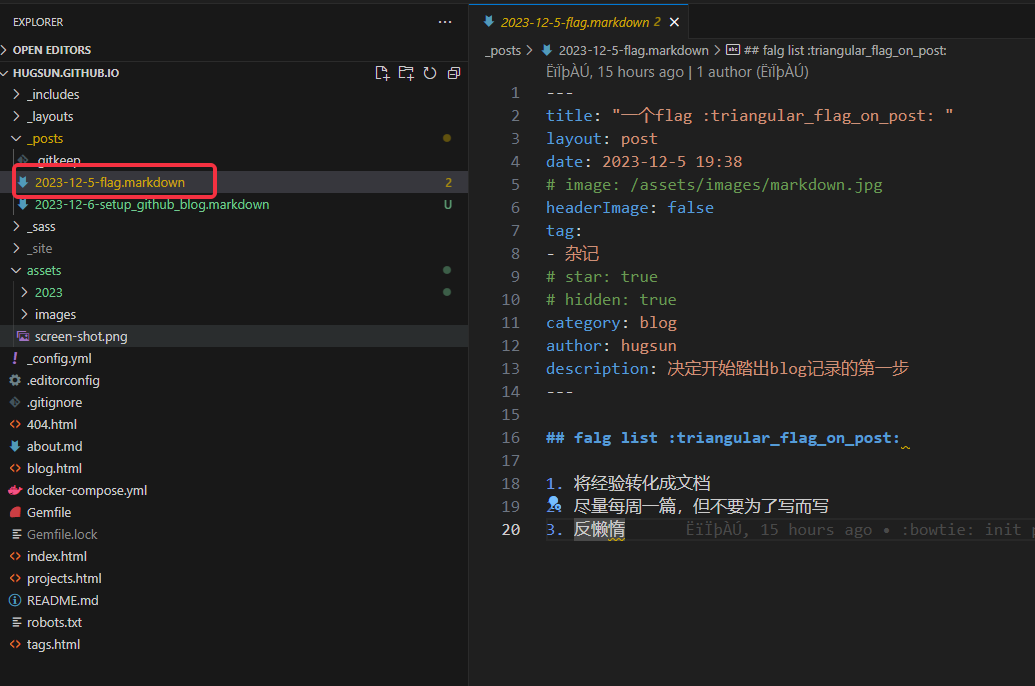 EXPLORER
OPEN EDITORS
HUGSUN.GITHUB.IO
_includes
_layouts
_posts
.gitkeep
2023-12-5-flag.markdown 2
2023-12-6-setup_github_blog.markdown U
_sass
_site
assets
2023
images
screen-shot.png
! _config.yml
.editorconfig
.gitignore
404.html
about.md
blog.html
docker-compose.yml
Gemfile
Gemfile.lock
index.html
projects.html
README.md
robots.txt
tags.html
2023-12-5-flag.markdown 2
_posts > 2023-12-5-flag.markdown > abc ## falg list :triangular_flag_on_post:
ËïÏþÀÚ, 15 hours ago | 1 author (ËïÏþÀÚ)
1 ---
2 title: "一个flag :triangular_flag_on_post: "
3 layout: post
4 date: 2023-12-5 19:38
5 # image: /assets/images/markdown.jpg
6 headerImage: false
7 tag:
8 - 杂记
9 # star: true
10 # hidden: true
11 category: blog
12 author: hugsun
13 description: 决定开始踏出blog记录的第一步
14 ---
15
16 ## falg list :triangular_flag_on_post:
17
18 1. 将经验转化成文档
19 尽量每周一篇，但不要为了写而写
20 3. 反懒惰 ËïÏþÀÚ, 15 hours ago • :bowtie: init